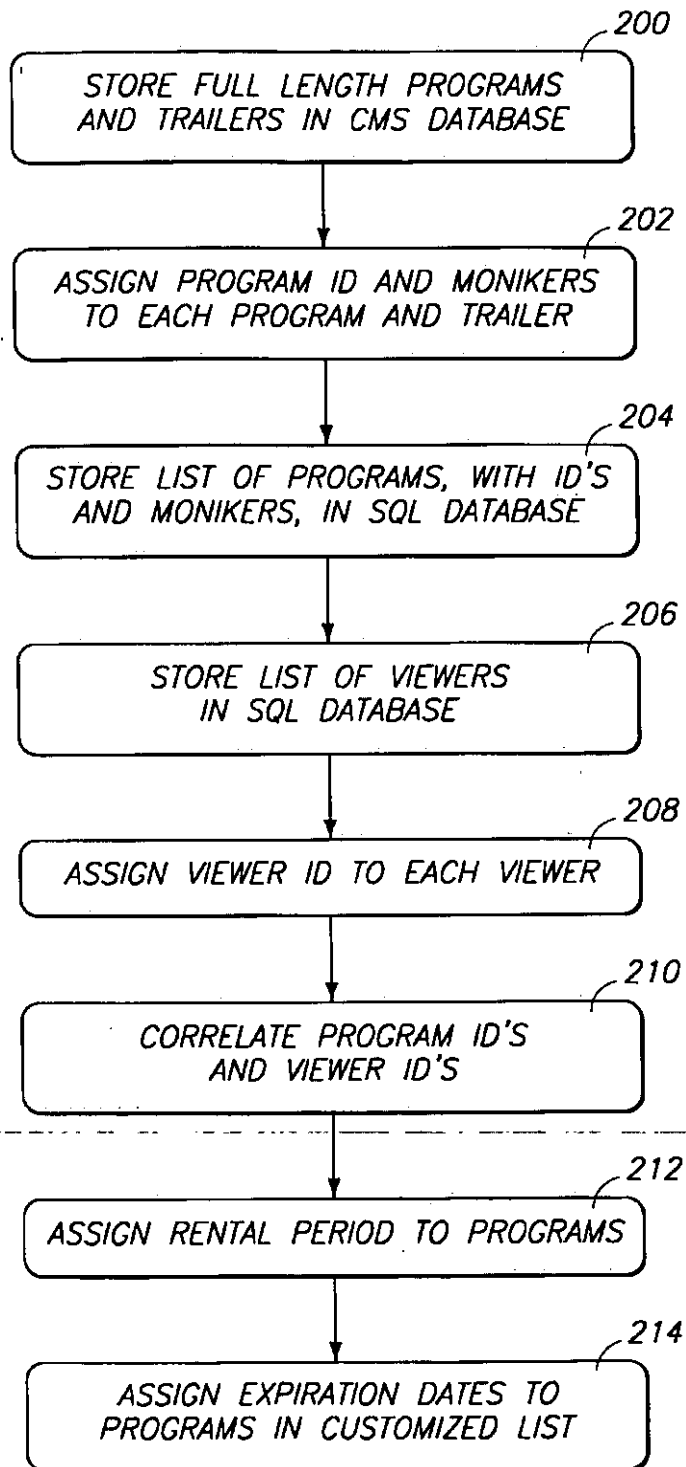 200
STORE FULL LENGTH PROGRAMS
AND TRAILERS IN CMS DATABASE
202
ASSIGN PROGRAM ID AND MONIKERS
TO EACH PROGRAM AND TRAILER
204
STORE LIST OF PROGRAMS, WITH ID'S
AND MONIKERS, IN SQL DATABASE
206
STORE LIST OF VIEWERS
IN SQL DATABASE
208
ASSIGN VIEWER ID TO EACH VIEWER
210
CORRELATE PROGRAM ID'S
AND VIEWER ID'S
212
ASSIGN RENTAL PERIOD TO PROGRAMS
214
ASSIGN EXPIRATION DATES TO
PROGRAMS IN CUSTOMIZED LIST